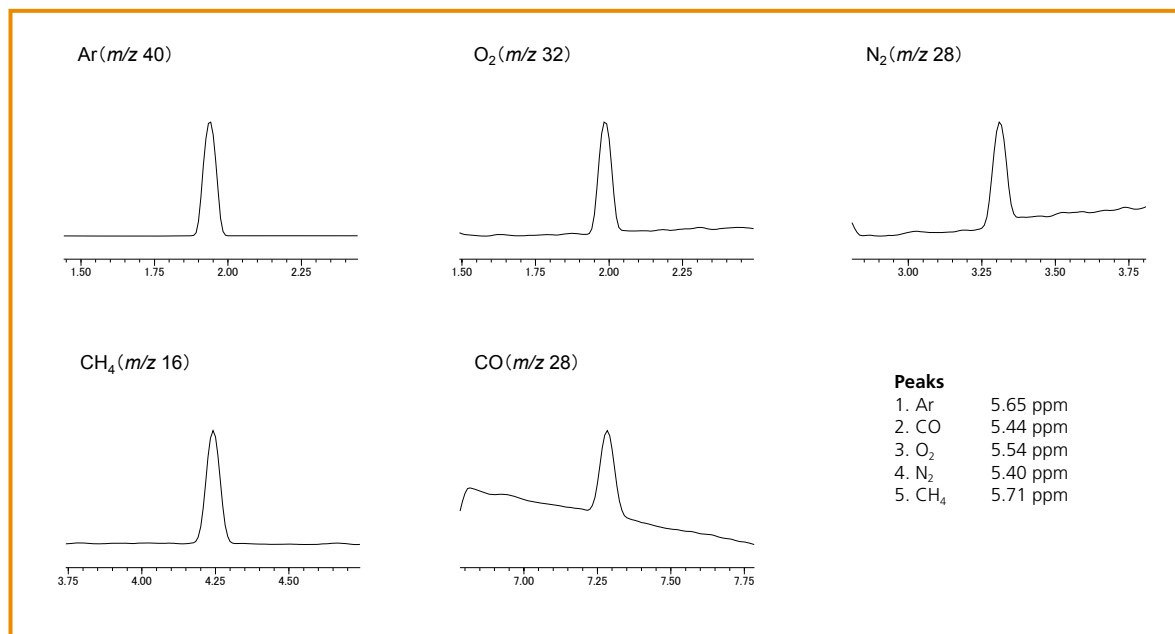 Ar（m/z 40）
O₂（m/z 32）
N₂（m/z 28）
1.50 1.75 2.00 2.25
1.50 1.75 2.00 2.25
3.00 3.25 3.50 3.75
CH₄（m/z 16）
CO（m/z 28）
3.75 4.00 4.25 4.50
7.00 7.25 7.50 7.75
Peaks
1. Ar 5.65 ppm
2. CO 5.44 ppm
3. O₂ 5.54 ppm
4. N₂ 5.40 ppm
5. CH₄ 5.71 ppm